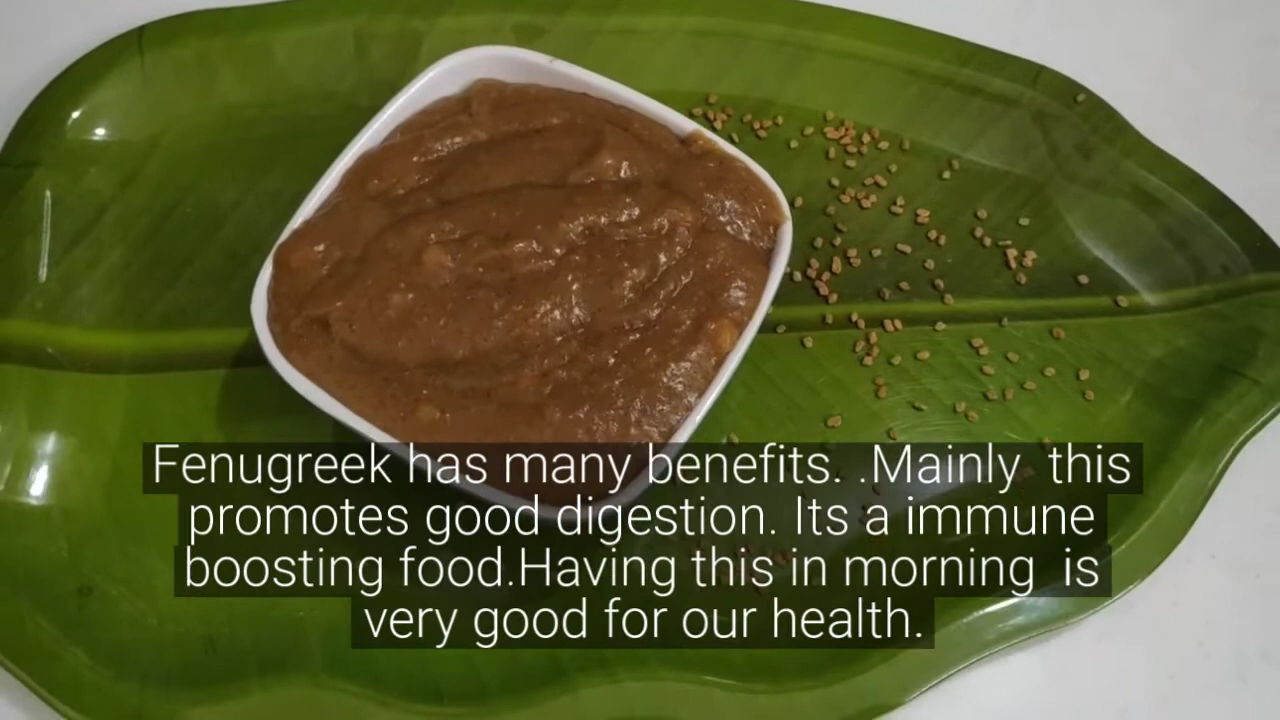 Fenugreek has many benefits. .Mainly  this
promotes good digestion. Its a immune
boosting food.Having this in morning  is
very good for our health.